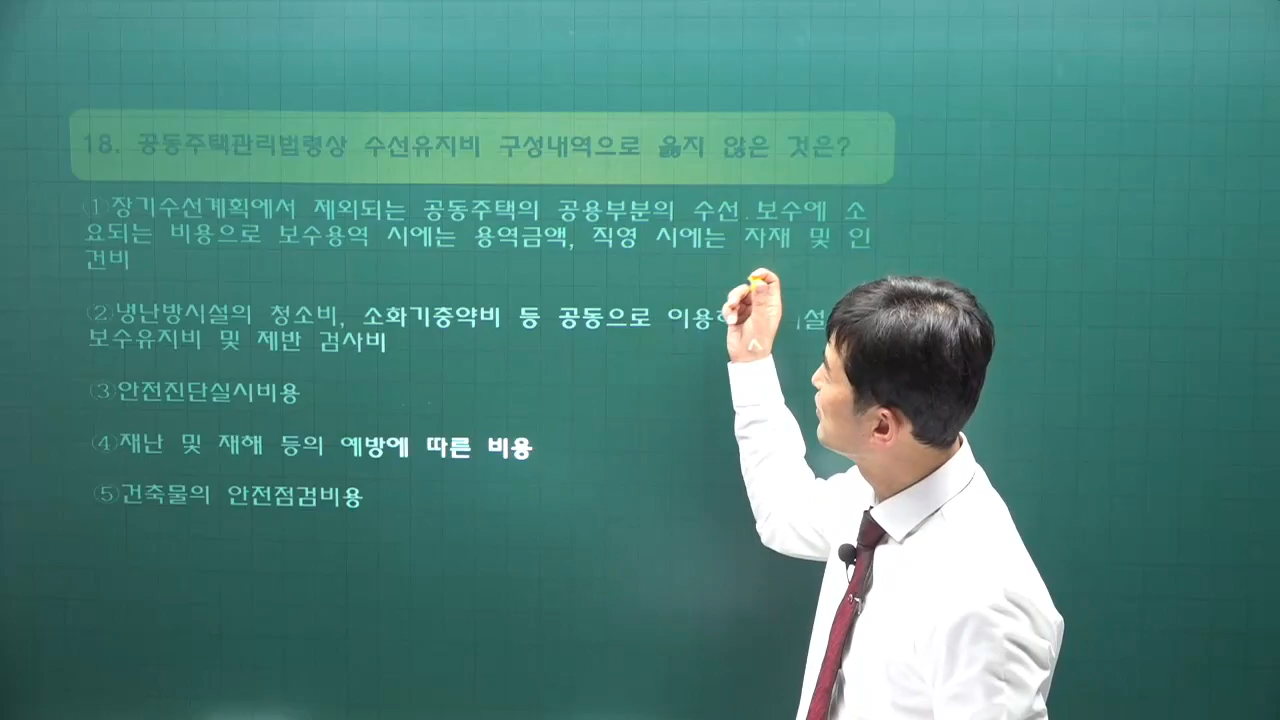 18. 공동주택관리법령상 수선유지비 구성내역으로 옳지 않은 것은?
①장기수선계획에서 제외되는 공동주택의 공용부분의 수선.보수에 소
요되는 비용으로 보수용역 시에는 용역금액, 직영 시에는 자재 및 인
건비
②냉난방시설의 청소비, 소화기충약비 등 공동으로 이용
보수유지비 및 제반 검사비
③안전진단실시비용
④재난 및 재해 등의 예방에 따른 비용
⑤건축물의 안전점검비용